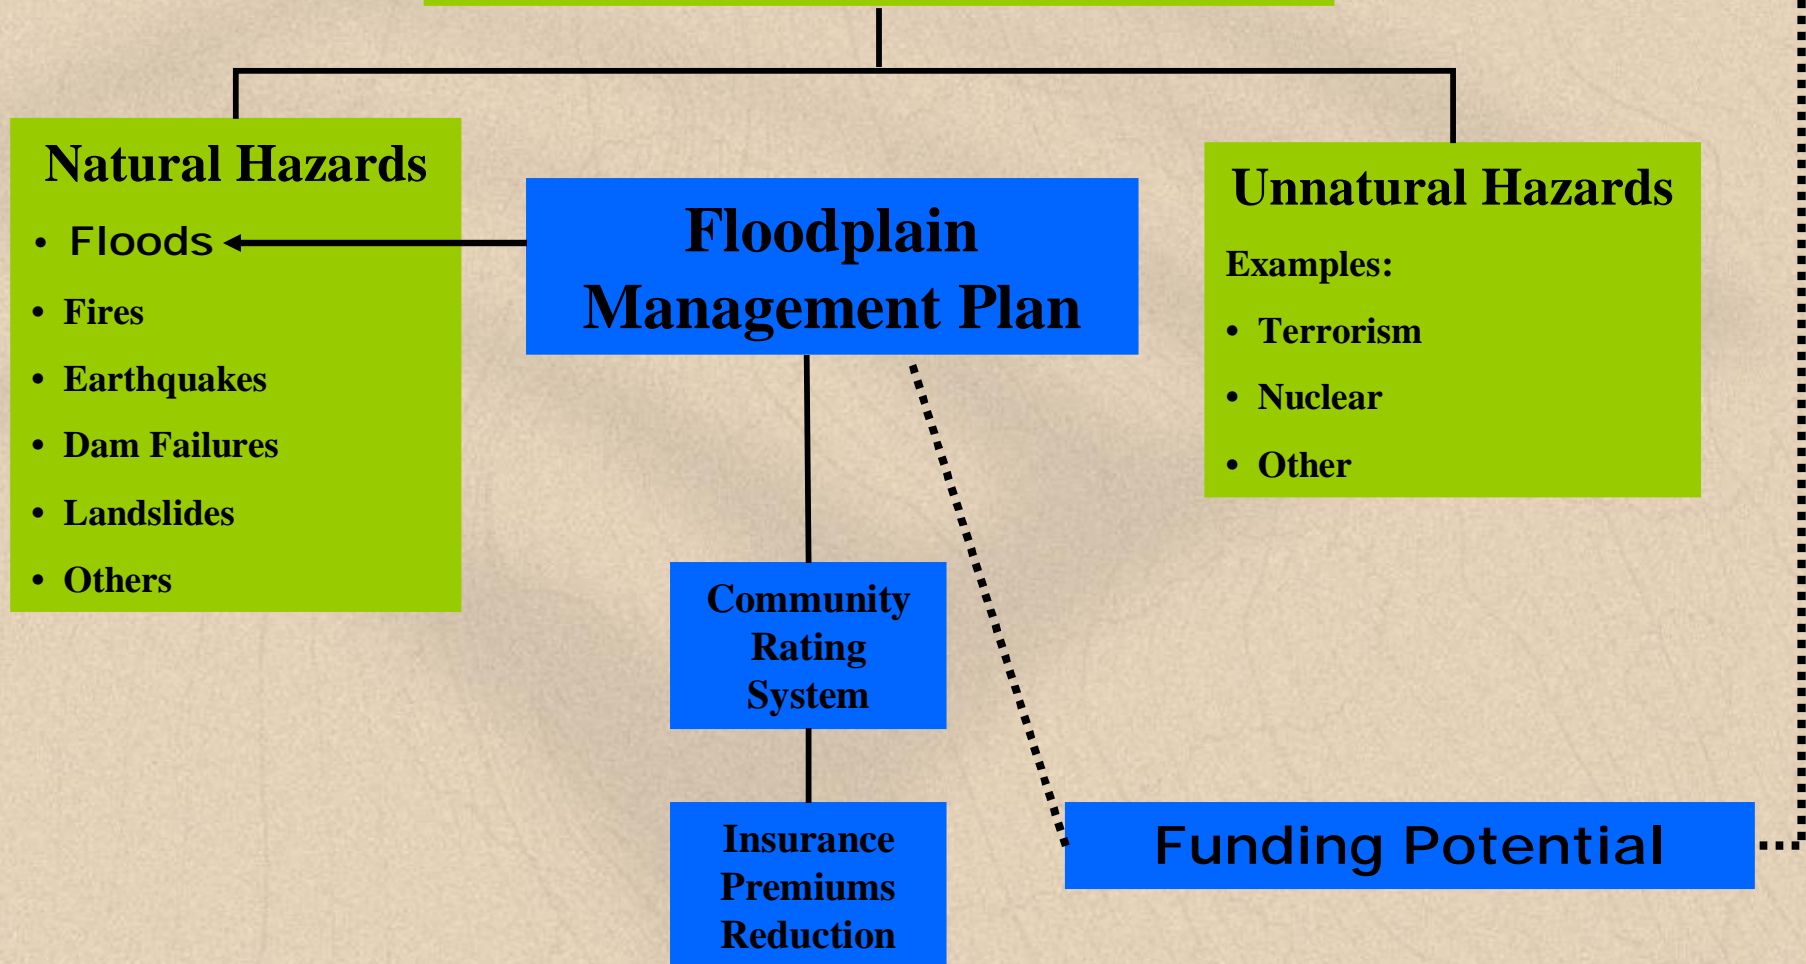 Natural Hazards
• Floods
• Fires
• Earthquakes
• Dam Failures
• Landslides
• Others
Floodplain
Management Plan
Unnatural Hazards
Examples:
• Terrorism
• Nuclear
• Other
Community
Rating
System
Insurance
Premiums
Reduction
Funding Potential